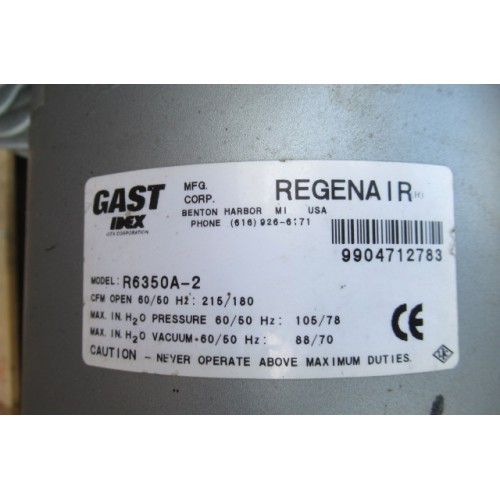 GAST MFG. CORP. REGENAIR (R)
IDEX
BENTON HARBOR MI USA
PHONE (616) 926-6171
9904712783
MODEL: R6350A-2
CFM OPEN 60/50 Hz: 215/180
MAX. IN. H₂O PRESSURE 60/50 Hz: 105/78
MAX. IN. H₂O VACUUM 60/50 Hz: 88/70
CAUTION - NEVER OPERATE ABOVE MAXIMUM DUTIES.
CE